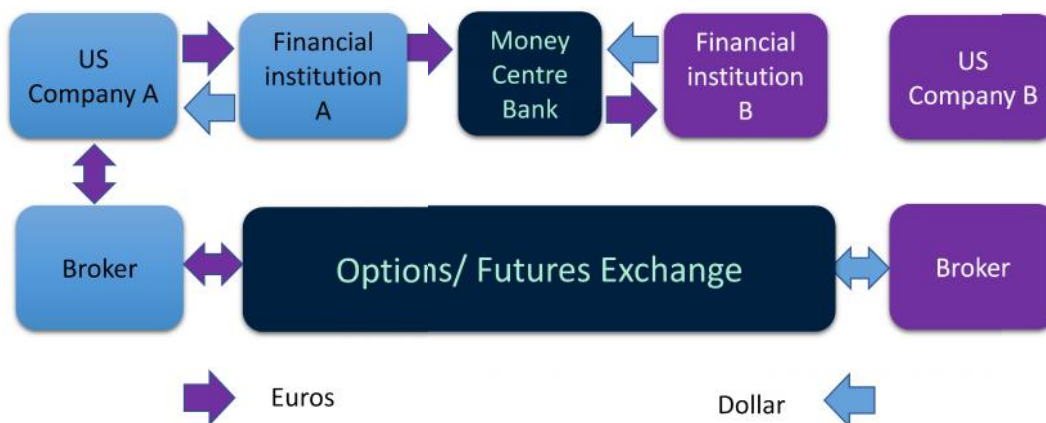 US
Company A
Financial
institution
A
Money
Centre
Bank
Financial
institution
B
US
Company B
Broker
Options/ Futures Exchange
Broker
Euros
Dollar